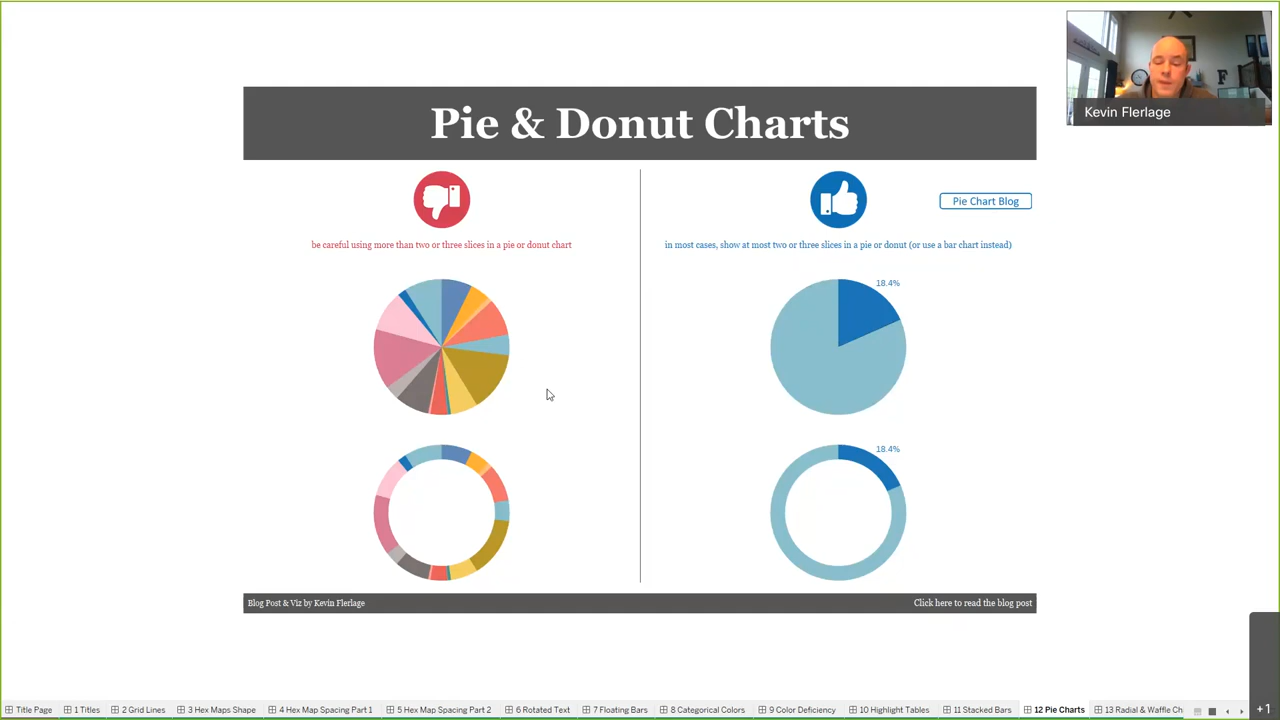 Kevin Flerlage
Pie & Donut Charts
Pie Chart Blog
be careful using more than two or three slices in a pie or donut chart
in most cases, show at most two or three slices in a pie or donut (or use a bar chart instead)
18.4%
18.4%
Blog Post & Viz by Kevin Flerlage
Click here to read the blog post
Title Page
1 Titles
2 Grid Lines
3 Hex Maps Shape
4 Hex Map Spacing Part 1
5 Hex Map Spacing Part 2
6 Rotated Text
7 Floating Bars
8 Categorical Colors
9 Color Deficiency
10 Highlight Tables
11 Stacked Bars
12 Pie Charts
13 Radial & Waffle Ch
+1